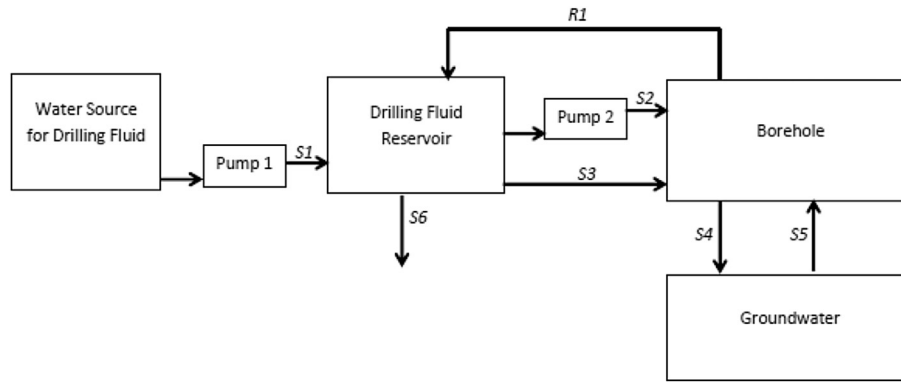 R1
Water Source
for Drilling Fluid
Pump 1
S1
Drilling Fluid
Reservoir
Pump 2
S2
Borehole
S3
S6
S4
S5
Groundwater